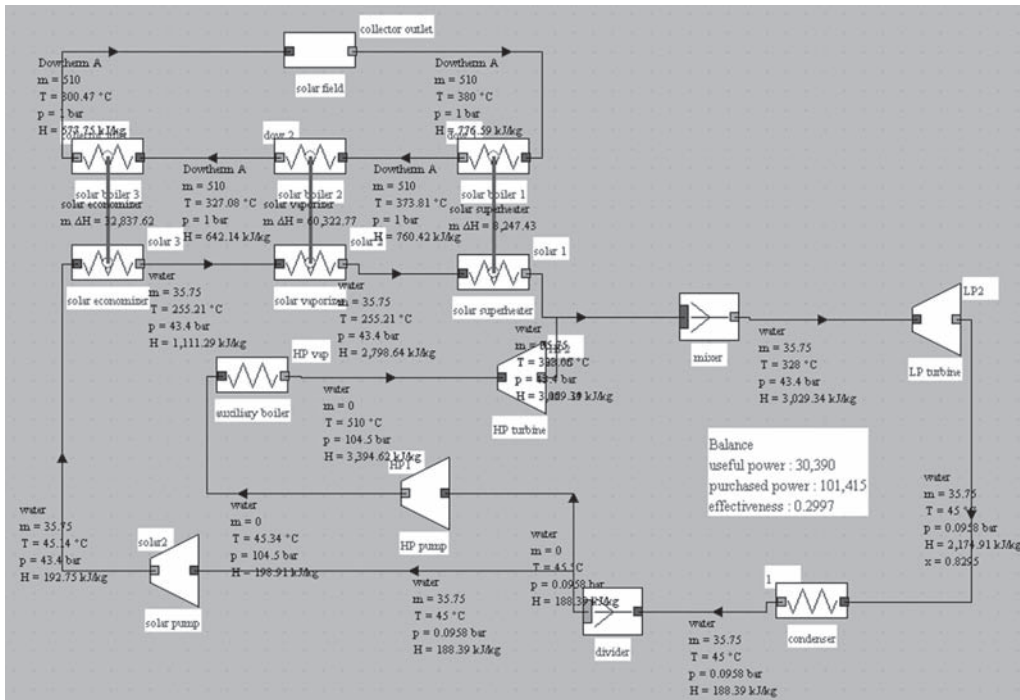 collector outlet
solar field
Dowtherm A
m = 510
T = 300.47 °C
p = 1 bar
H = 577.75 kJ/kg
Dowtherm A
m = 510
T = 380 °C
p = 1 bar
H = 776.59 kJ/kg
dowt 2
solar boiler 3
solar boiler 2
solar boiler 1
solar economizer
m ΔH = 32,837.62
Dowtherm A
m = 510
T = 327.08 °C
p = 1 bar
H = 642.14 kJ/kg
solar vaporizer
m ΔH = 60,322.77
Dowtherm A
m = 510
T = 373.81 °C
p = 1 bar
H = 760.42 kJ/kg
solar superheater
m ΔH = 8,247.43
solar 3
solar 1
solar economizer
solar vaporizer
solar superheater
water
m = 35.75
T = 255.21 °C
p = 43.4 bar
H = 1,111.29 kJ/kg
water
m = 35.75
T = 255.21 °C
p = 43.4 bar
H = 2,798.64 kJ/kg
water
HP turbine
mixer
water
m = 35.75
T = 328 °C
p = 43.4 bar
H = 3,029.34 kJ/kg
LP2
LP turbine
HP vap
auxiliary boiler
water
m = 0
T = 510 °C
p = 104.5 bar
H = 3,394.62 kJ/kg
Balance
useful power : 30,390
purchased power : 101,415
effectiveness : 0.2997
HP1
HP pump
water
m = 0
T = 45.34 °C
p = 104.5 bar
H = 198.91 kJ/kg
water
m = 35.75
T = 45.14 °C
p = 43.4 bar
H = 192.75 kJ/kg
solar2
solar pump
water
m = 0
T = 45 °C
p = 0.0958 bar
H = 188.39 kJ/kg
water
m = 35.75
T = 45 °C
p = 0.0958 bar
H = 188.39 kJ/kg
water
m = 35.75
T = 45 °C
p = 0.0958 bar
H = 2,174.91 kJ/kg
x = 0.8295
1
condenser
divider
water
m = 35.75
T = 45 °C
p = 0.0958 bar
H = 188.39 kJ/kg